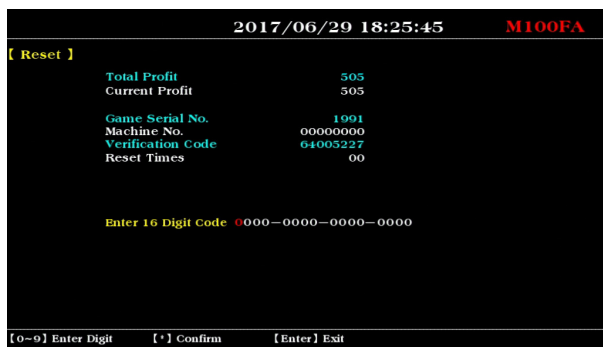 2017/06/29 18:25:45 M100FA
【 Reset 】
Total Profit 505
Current Profit 505
Game Serial No. 1991
Machine No. 00000000
Verification Code 64005227
Reset Times 00
Enter 16 Digit Code 0000-0000-0000-0000
【0~9】Enter Digit 【*】Confirm 【Enter】Exit